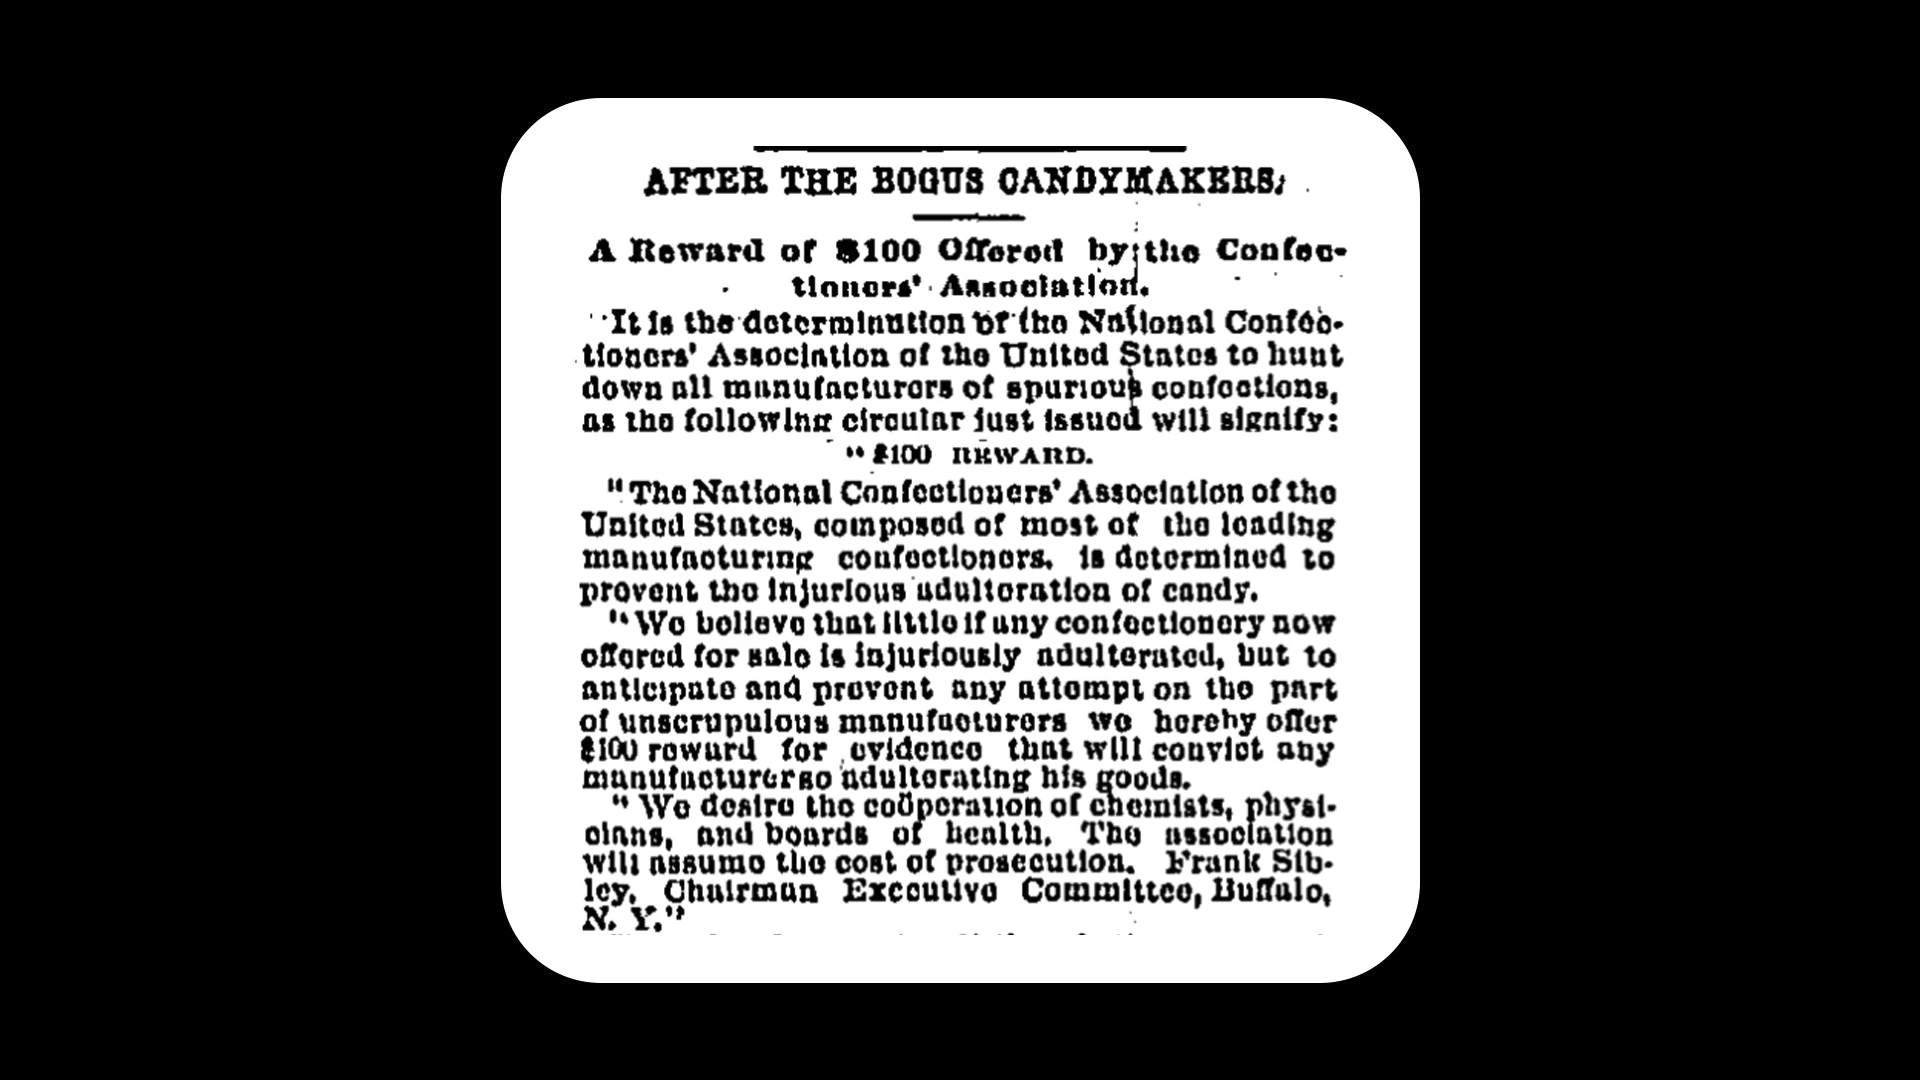 AFTER THE BOGUS CANDYMAKERS.
A Reward of $100 Offered by the Confec-
tioners' Association.
It is the determination of the National Confec-
tioners' Association of the United States to hunt
down all manufacturers of spurious confections,
as the following circular just issued will signify:
"$100 REWARD.
"The National Confectioners' Association of the
United States, composed of most of the leading
manufacturing confectioners, is determined to
prevent the injurious adulteration of candy.
"We believe that little if any confectionery now
offered for sale is injuriously adulterated, but to
anticipate and prevent any attempt on the part
of unscrupulous manufacturers we hereby offer
$100 reward for evidence that will convict any
manufacturer so adulterating his goods.
"We desire the coöperation of chemists, physi-
cians, and boards of health. The association
will assume the cost of prosecution. Frank Sib-
ley, Chairman Executive Committee, Buffalo,
N. Y."